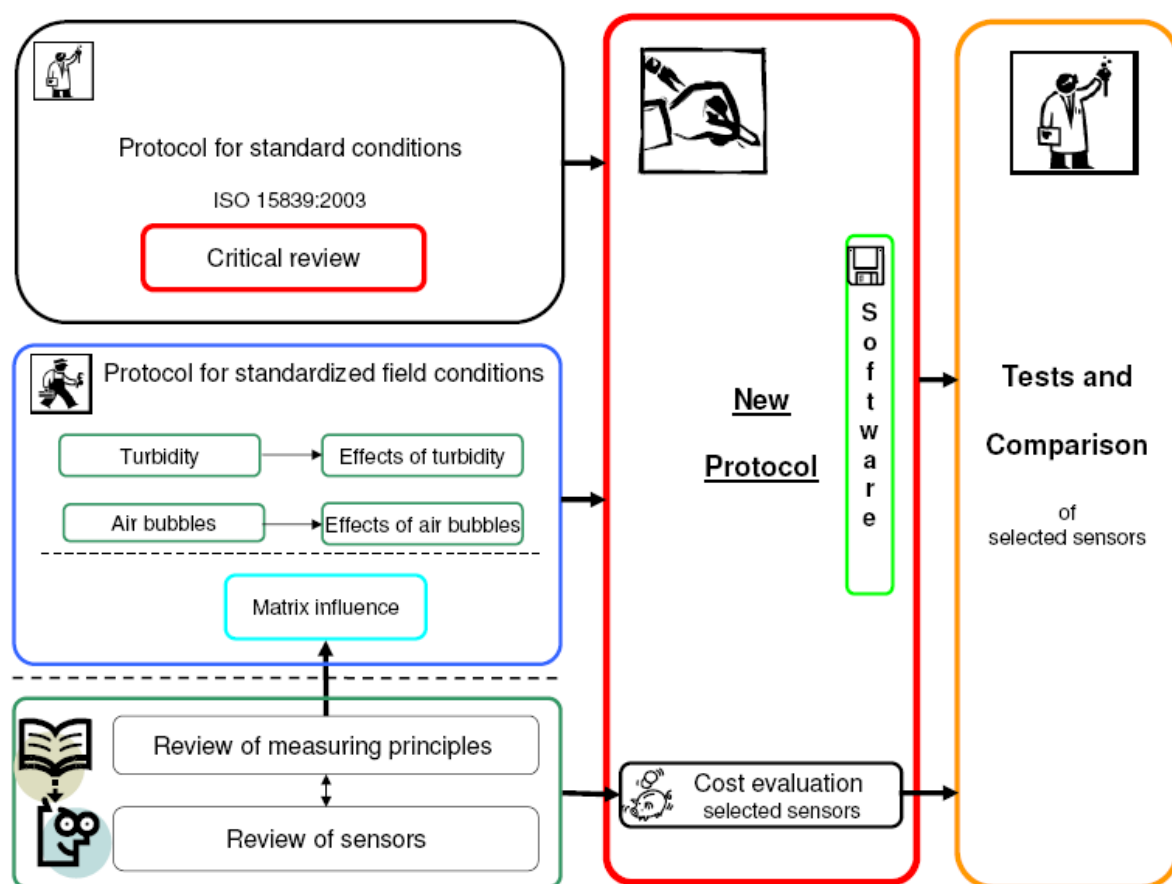 Protocol for standard conditions
ISO 15839:2003
Critical review
Protocol for standardized field conditions
Turbidity
Effects of turbidity
Air bubbles
Effects of air bubbles
Matrix influence
Review of measuring principles
Review of sensors
New
Protocol
S
o
f
t
w
a
r
e
Cost evaluation
selected sensors
Tests and
Comparison
of
selected sensors